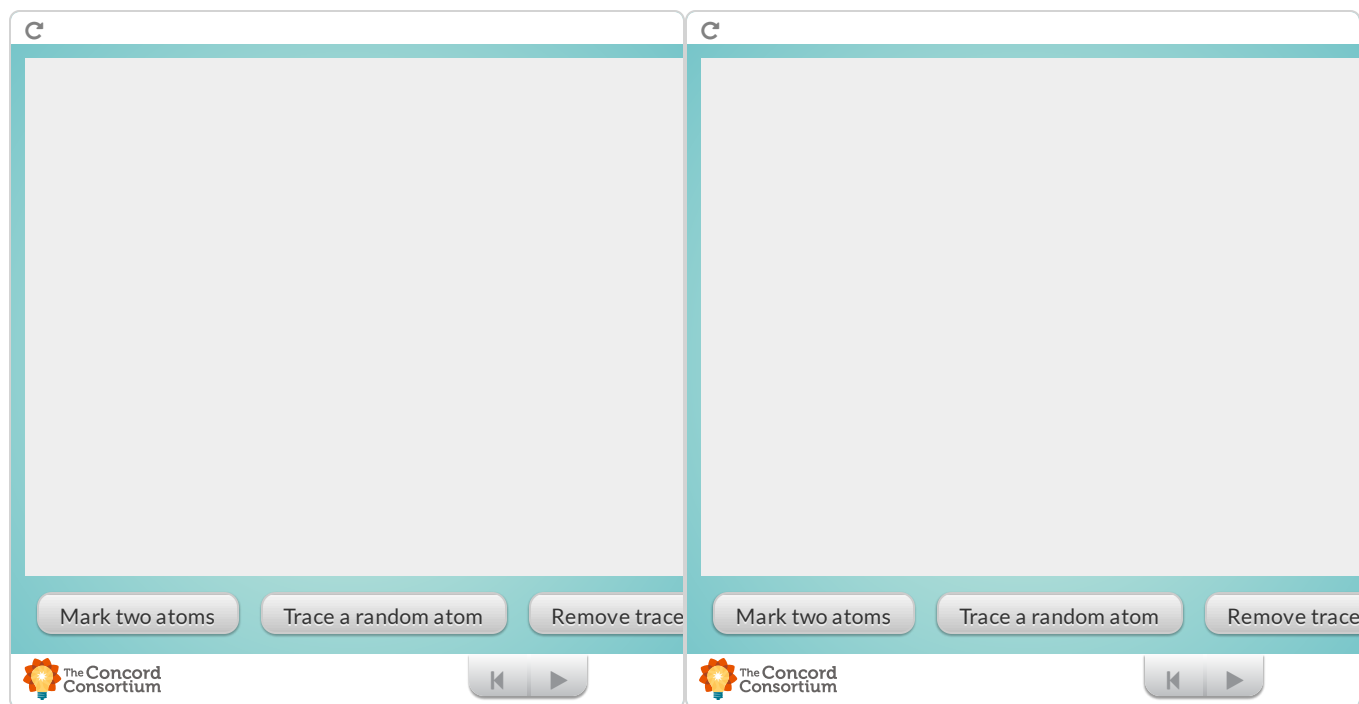 Mark two atoms
Trace a random atom
Remove trace
The Concord
Consortium
Mark two atoms
Trace a random atom
Remove trace
The Concord
Consortium